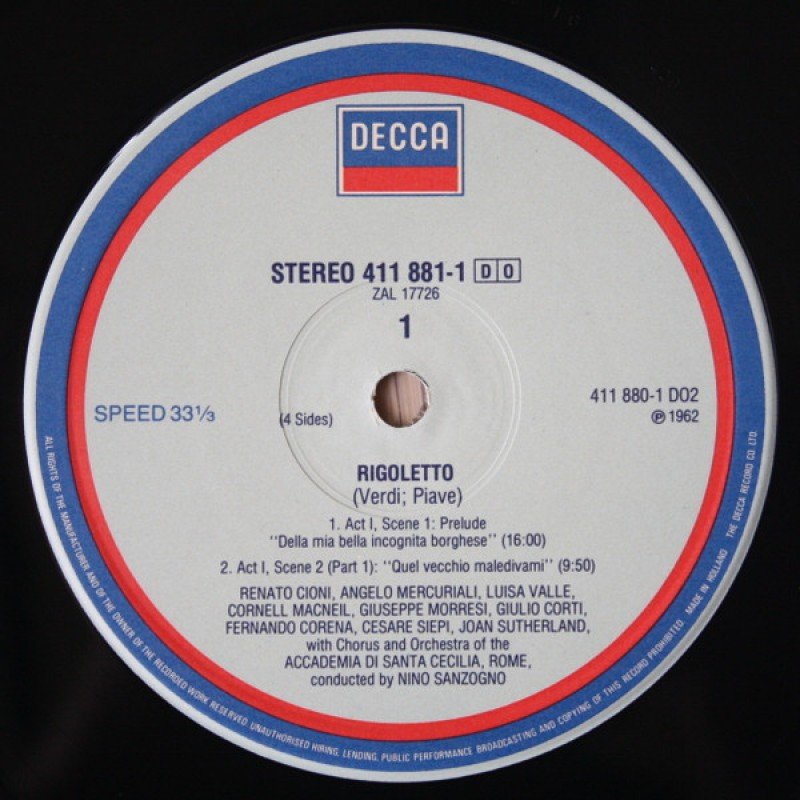 DECCA
STEREO 411 881-1 DO
ZAL 17726
1
SPEED 33⅓
(4 Sides)
411 880-1 DO2
℗ 1962
RIGOLETTO
(Verdi; Piave)
1. Act I, Scene 1: Prelude
"Della mia bella incognita borghese" (16:00)
2. Act I, Scene 2 (Part 1): "Quel vecchio maledivami" (9:50)
RENATO CIONI, ANGELO MERCURIALI, LUISA VALLE,
CORNELL MACNEIL, GIUSEPPE MORRESI, GIULIO CORTI,
FERNANDO CORENA, CESARE SIEPI, JOAN SUTHERLAND,
with Chorus and Orchestra of the
ACCADEMIA DI SANTA CECILIA, ROME,
conducted by NINO SANZOGNO
ALL RIGHTS OF THE MANUFACTURER AND OF THE OWNER OF THE RECORDED WORK RESERVED. UNAUTHORISED HIRING, LENDING, PUBLIC PERFORMANCE, BROADCASTING AND COPYING OF THIS RECORD PROHIBITED. MADE IN HOLLAND THE DECCA RECORD CO. LTD.